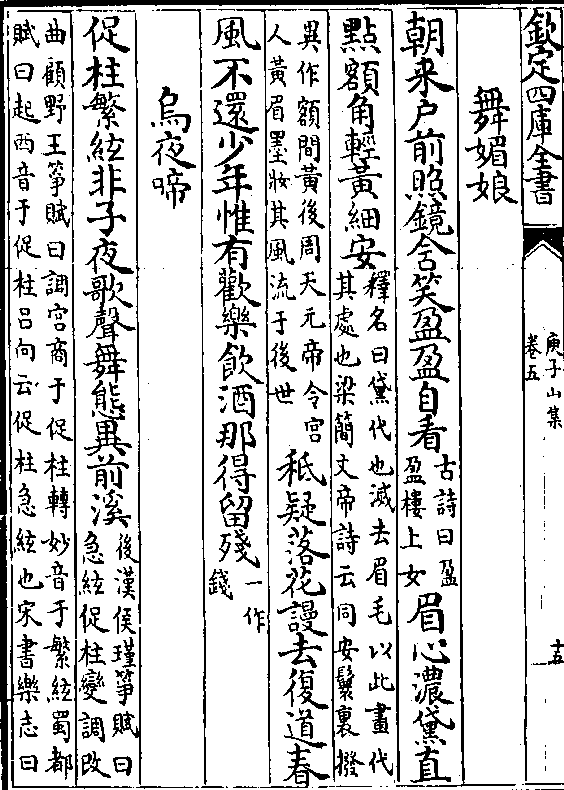 欽定四庫全書
庾子山集
卷五
十五
舞媚娘
朝来户前照鏡含笑盈盈自看
古詩曰盈
盈樓上女
眉心濃黛直
點額角輕黃細安
釋名曰黛代也滅去眉毛以此畫代
其處也梁簡文帝詩云同安鬟裏撥
異作額間黃後周天元帝令宫
人黃眉墨妝其風流于後世
秪疑落花謾去復道春
風不還少年惟有歡樂飲酒那得留殘
一作
錢
烏夜啼
促柱繁絃非子夜歌聲舞態異前溪
後漢侯瑾箏賦曰
急絃促柱變調改
曲顧野王箏賦曰調宫商于促柱轉妙音于繁絃蜀都
賦曰起西音于促柱吕向云促柱急絃也宋書樂志曰